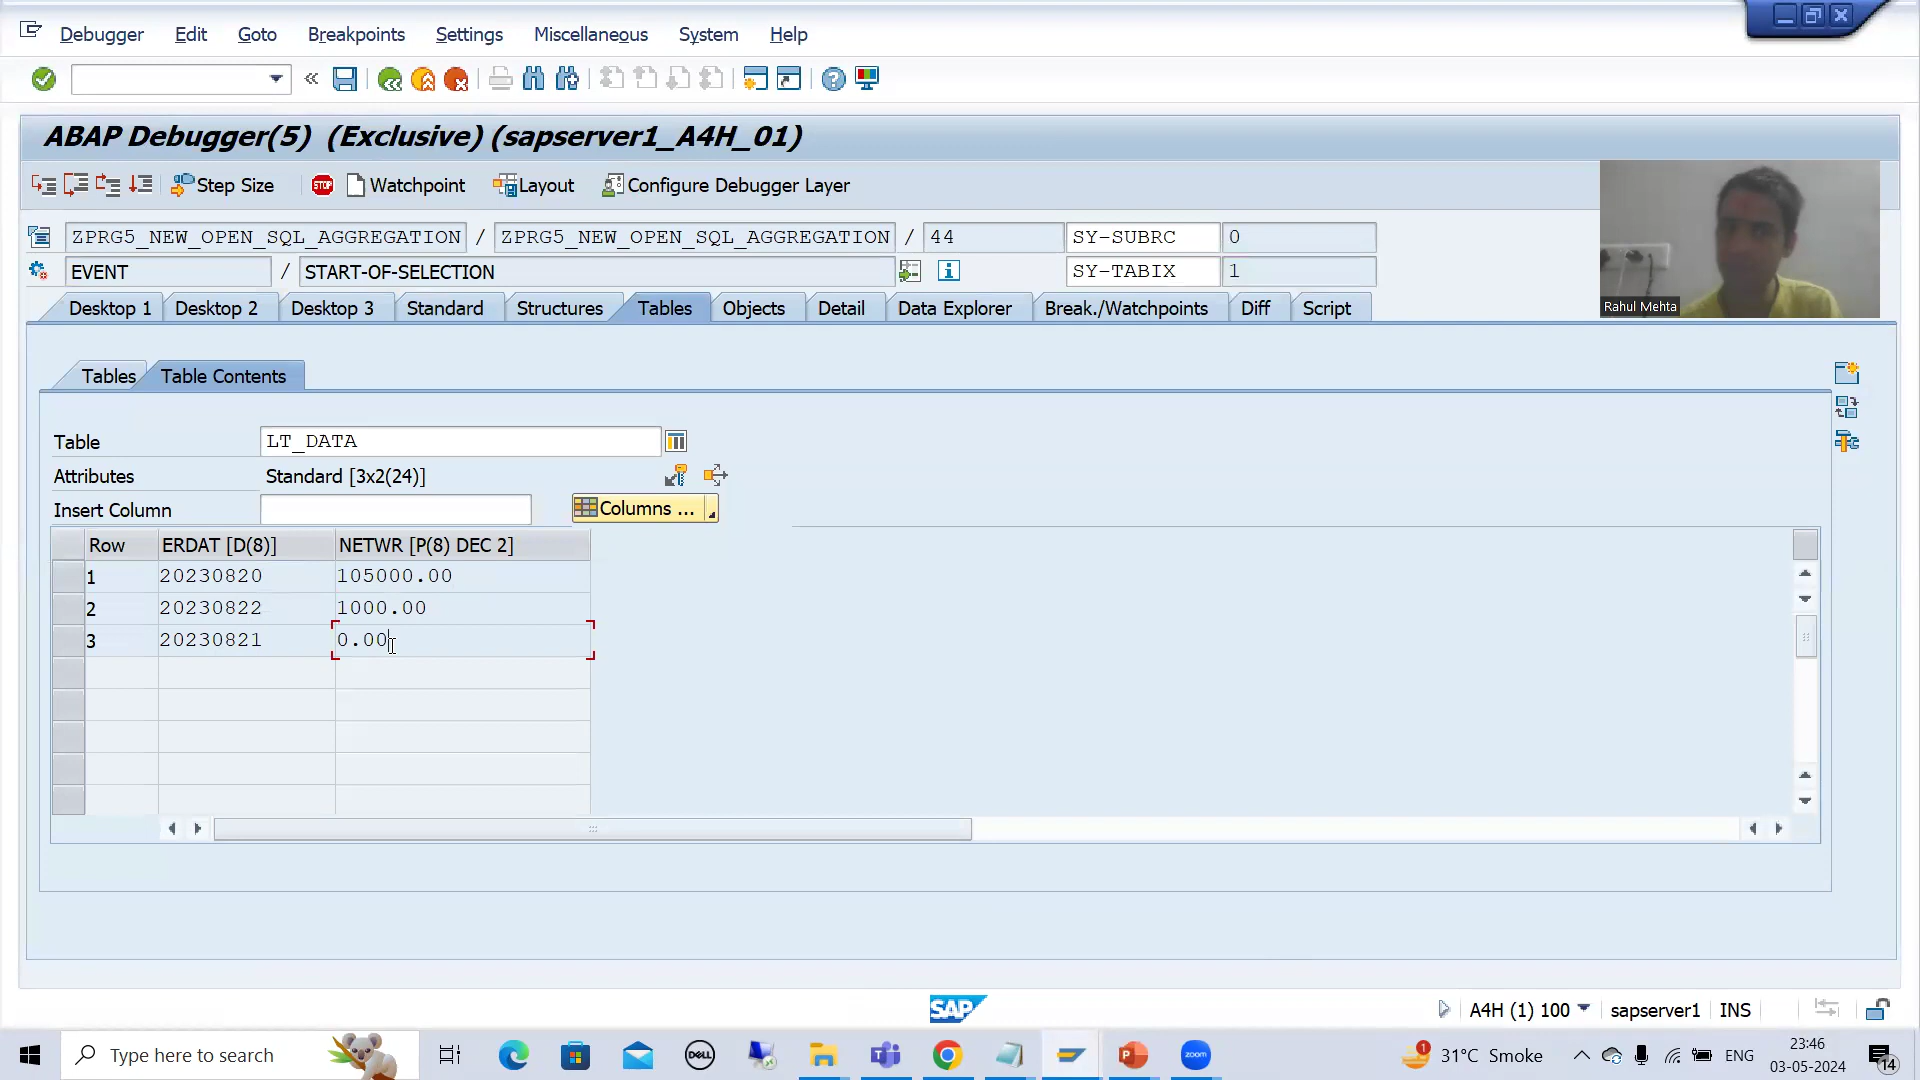 Debugger Edit Goto Breakpoints Settings Miscellaneous System Help
ABAP Debugger(5) (Exclusive) (sapserver1_A4H_01)
Step Size STOP Watchpoint Layout Configure Debugger Layer
ZPRG5_NEW_OPEN_SQL_AGGREGATION / ZPRG5_NEW_OPEN_SQL_AGGREGATION / 44 SY-SUBRC 0
EVENT / START-OF-SELECTION SY-TABIX 1
Rahul Mehta
Desktop 1 Desktop 2 Desktop 3 Standard Structures Tables Objects Detail Data Explorer Break./Watchpoints Diff Script
Tables Table Contents
Table LT_DATA
Attributes Standard [3x2(24)]
Insert Column Columns ...
Row ERDAT [D(8)] NETWR [P(8) DEC 2]
1 20230820 105000.00
2 20230822 1000.00
3 20230821 0.00
SAP A4H (1) 100 sapserver1 INS
Type here to search DELL zoom 1 31°C Smoke ENG 23:46
03-05-2024 14